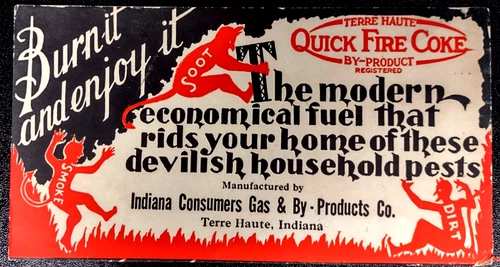 Burn it
and enjoy it
TERRE HAUTE
QUICK FIRE COKE
BY-PRODUCT
REGISTERED
SOOT
The modern
economical fuel that
rids your home of these
devilish household pests
SMOKE
DIRT
Manufactured by
Indiana Consumers Gas & By-Products Co.
Terre Haute, Indiana